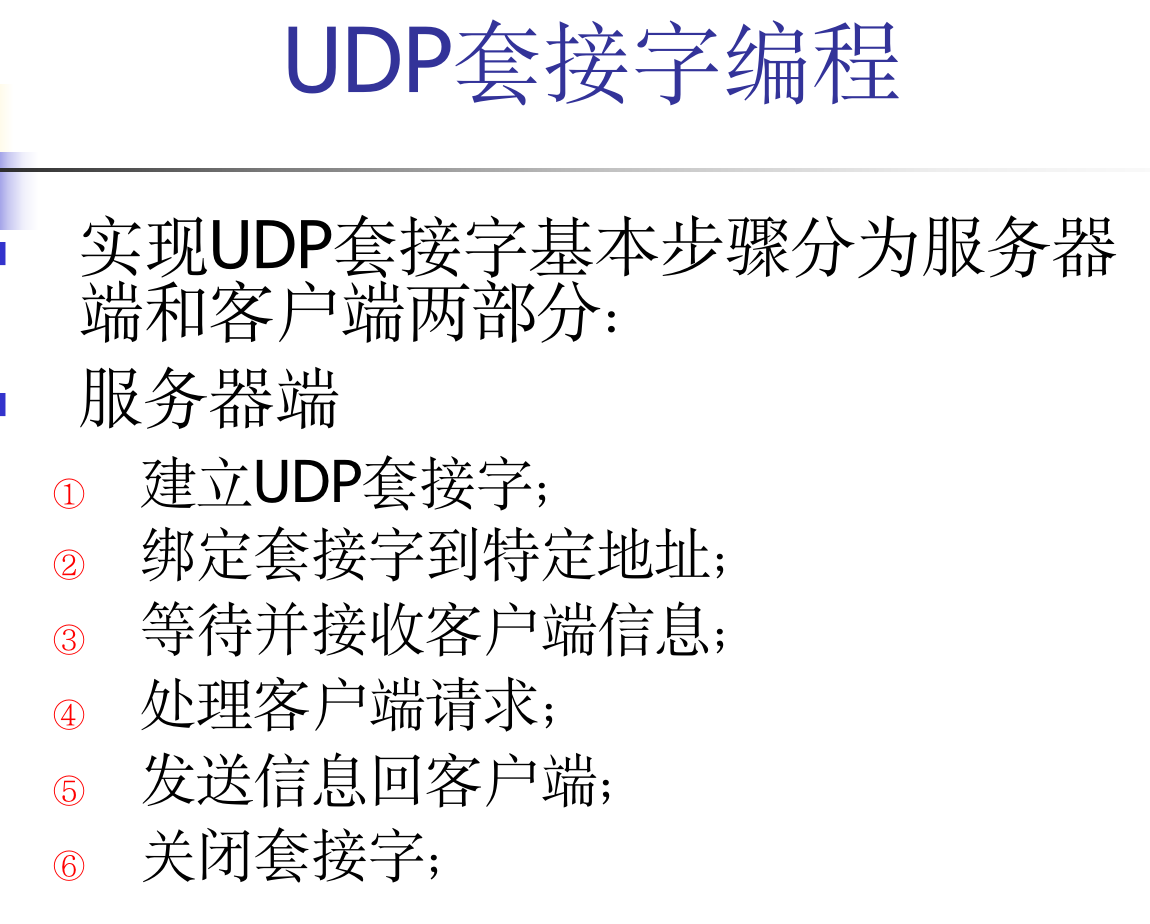 UDP套接字编程
实现UDP套接字基本步骤分为服务器
端和客户端两部分：
服务器端
① 建立UDP套接字；
② 绑定套接字到特定地址；
③ 等待并接收客户端信息；
④ 处理客户端请求；
⑤ 发送信息回客户端；
⑥ 关闭套接字；